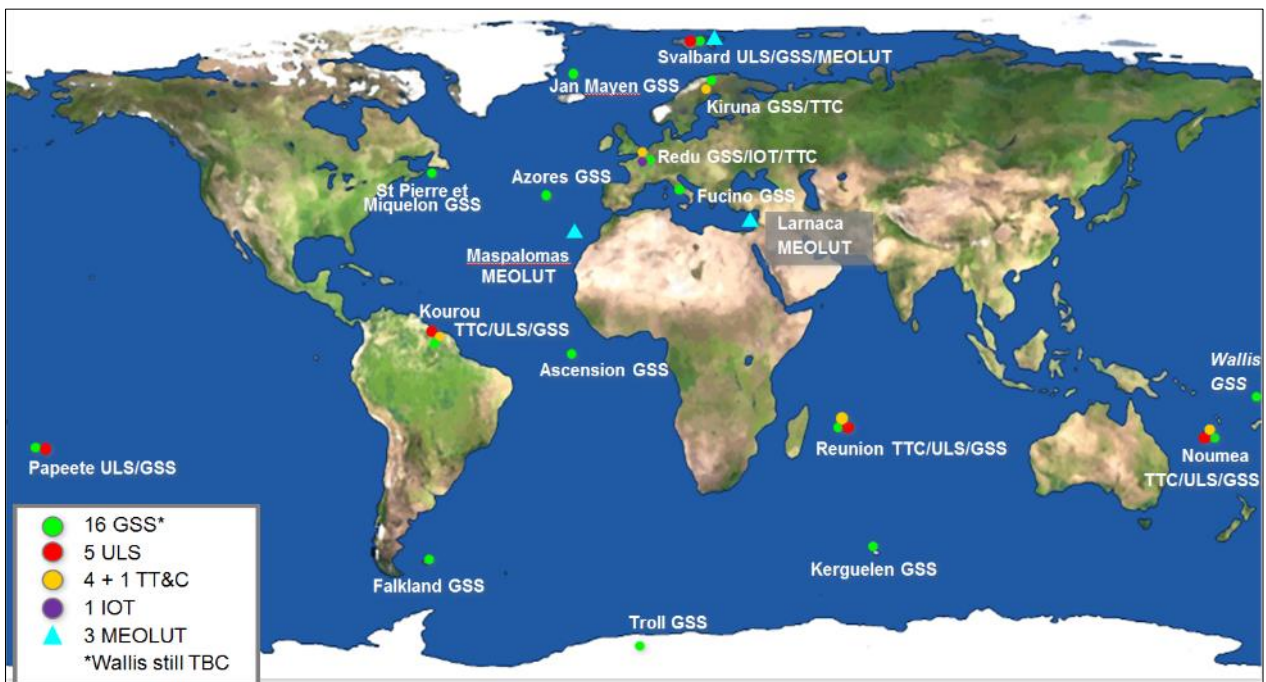 Svalbard ULS/GSS/MEOLUT
Jan Mayen GSS
Kiruna GSS/TTC
Redu GSS/IOT/TTC
St Pierre et
Miquelon GSS
Azores GSS
Fucino GSS
Larnaca
MEOLUT
Maspalomas
MEOLUT
Kourou
TTC/ULS/GSS
Ascension GSS
Wallis
GSS
Papeete ULS/GSS
Reunion TTC/ULS/GSS
Noumea
TTC/ULS/GSS
Falkland GSS
Kerguelen GSS
Troll GSS
16 GSS*
5 ULS
4 + 1 TT&C
1 IOT
3 MEOLUT
*Wallis still TBC